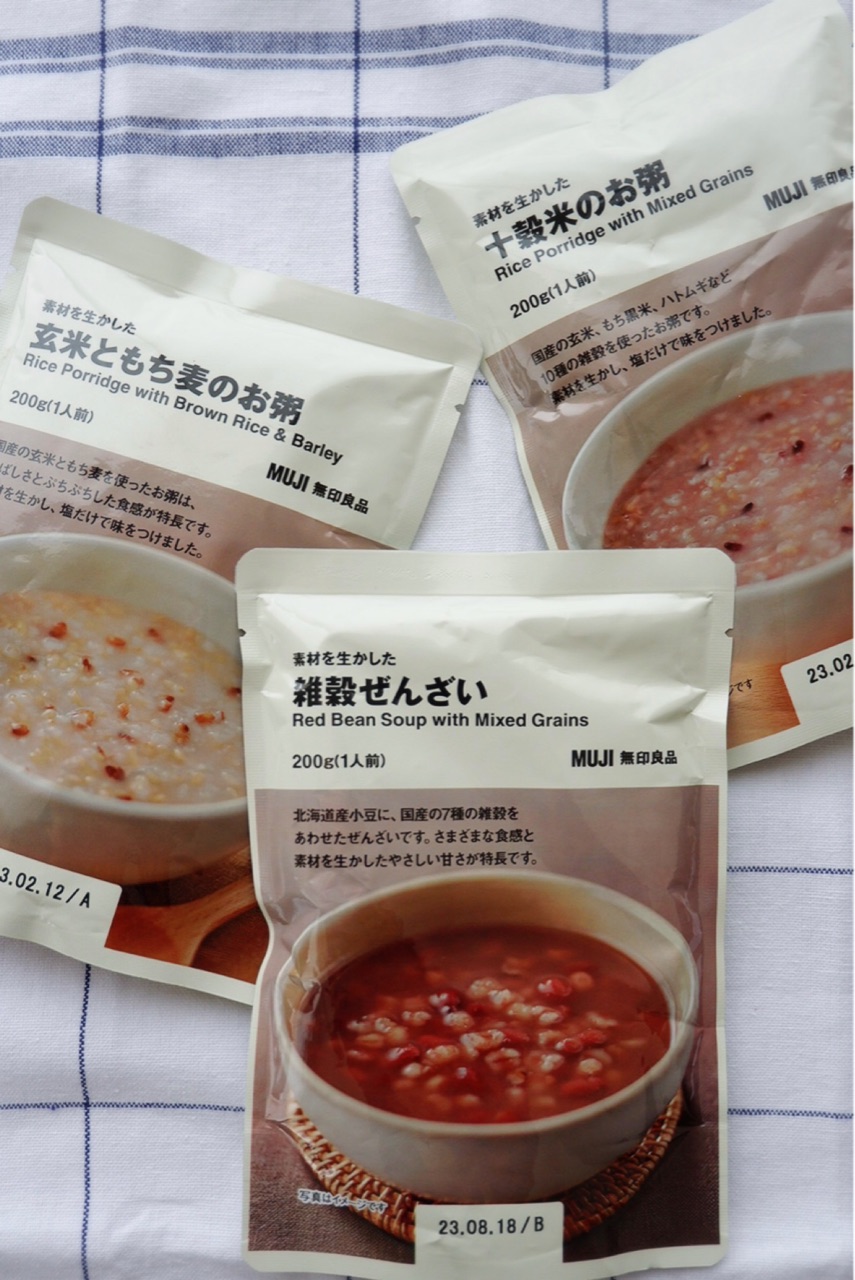 素材を生かした
十穀米のお粥
Rice Porridge with Mixed Grains
200g(1人前)
MUJI 無印良品
国産の玄米、もち黒米、ハトムギなど
10種の雑穀を使ったお粥です。
素材を生かし、塩だけで味をつけました。
です
23.02
素材を生かした
玄米ともち麦のお粥
Rice Porridge with Brown Rice & Barley
200g(1人前)
MUJI 無印良品
国産の玄米ともち麦を使ったお粥は、
ばしさとぷちぷちした食感が特長です。
を生かし、塩だけで味をつけました。
3.02.12/A
素材を生かした
雑穀ぜんざい
Red Bean Soup with Mixed Grains
200g(1人前)
MUJI 無印良品
北海道産小豆に、国産の7種の雑穀を
あわせたぜんざいです。さまざまな食感と
素材を生かしたやさしい甘さが特長です。
写真はイメージです
23.08.18/B